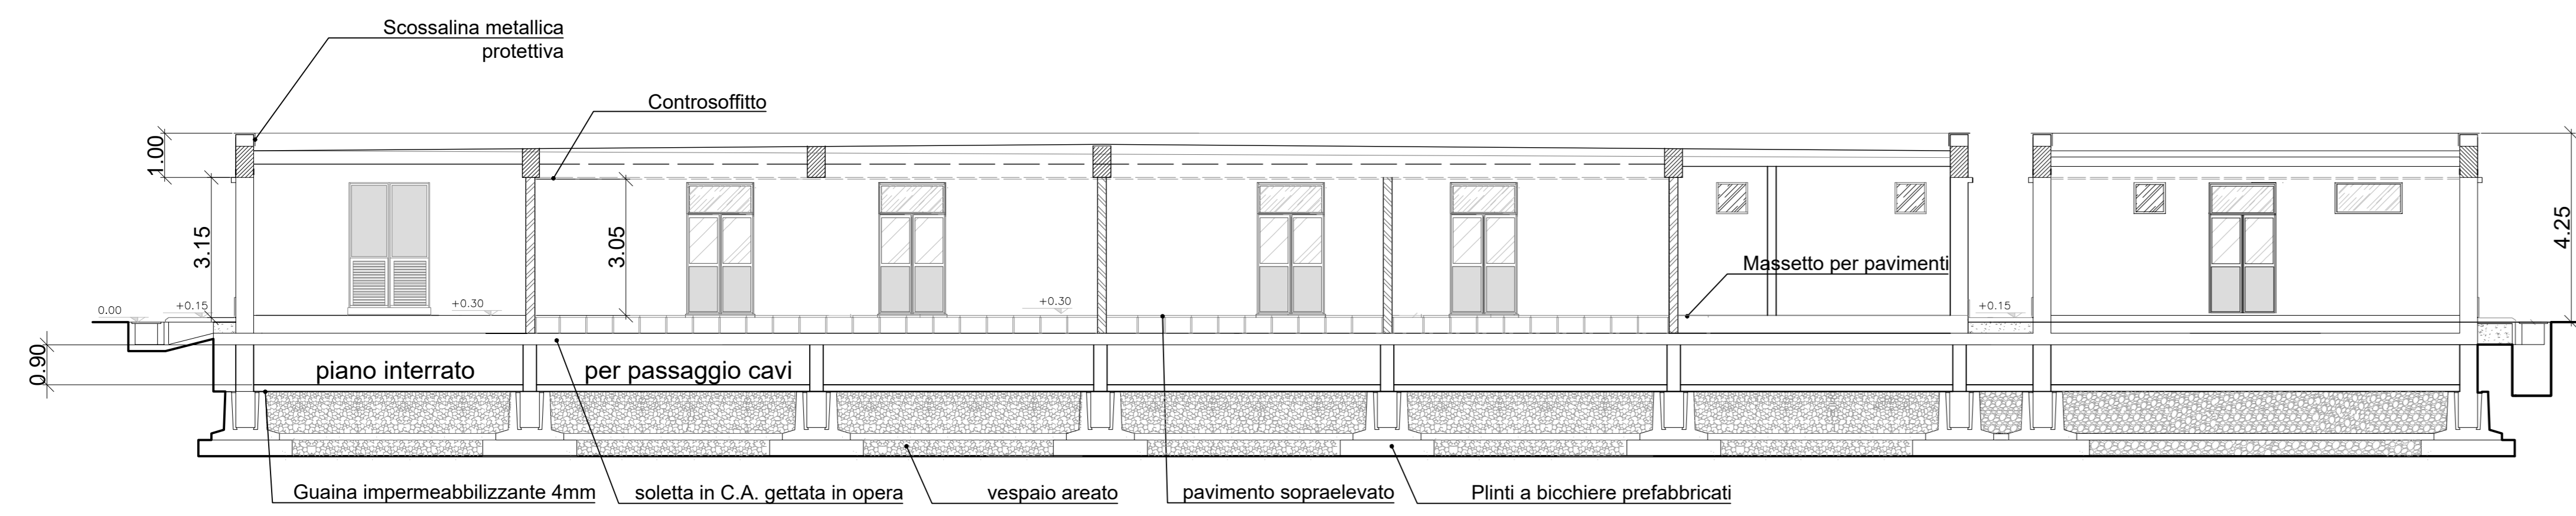 Scossalina metallica
protettiva
Controsoffitto
1.00
3.15
3.05
4.25
Massetto per pavimenti
0.00
+0.15
+0.30
+0.30
+0.15
0.90
piano interrato
per passaggio cavi
Guaina impermeabbilizzante 4mm
soletta in C.A. gettata in opera
vespaio areato
pavimento sopraelevato
Plinti a bicchiere prefabbricati